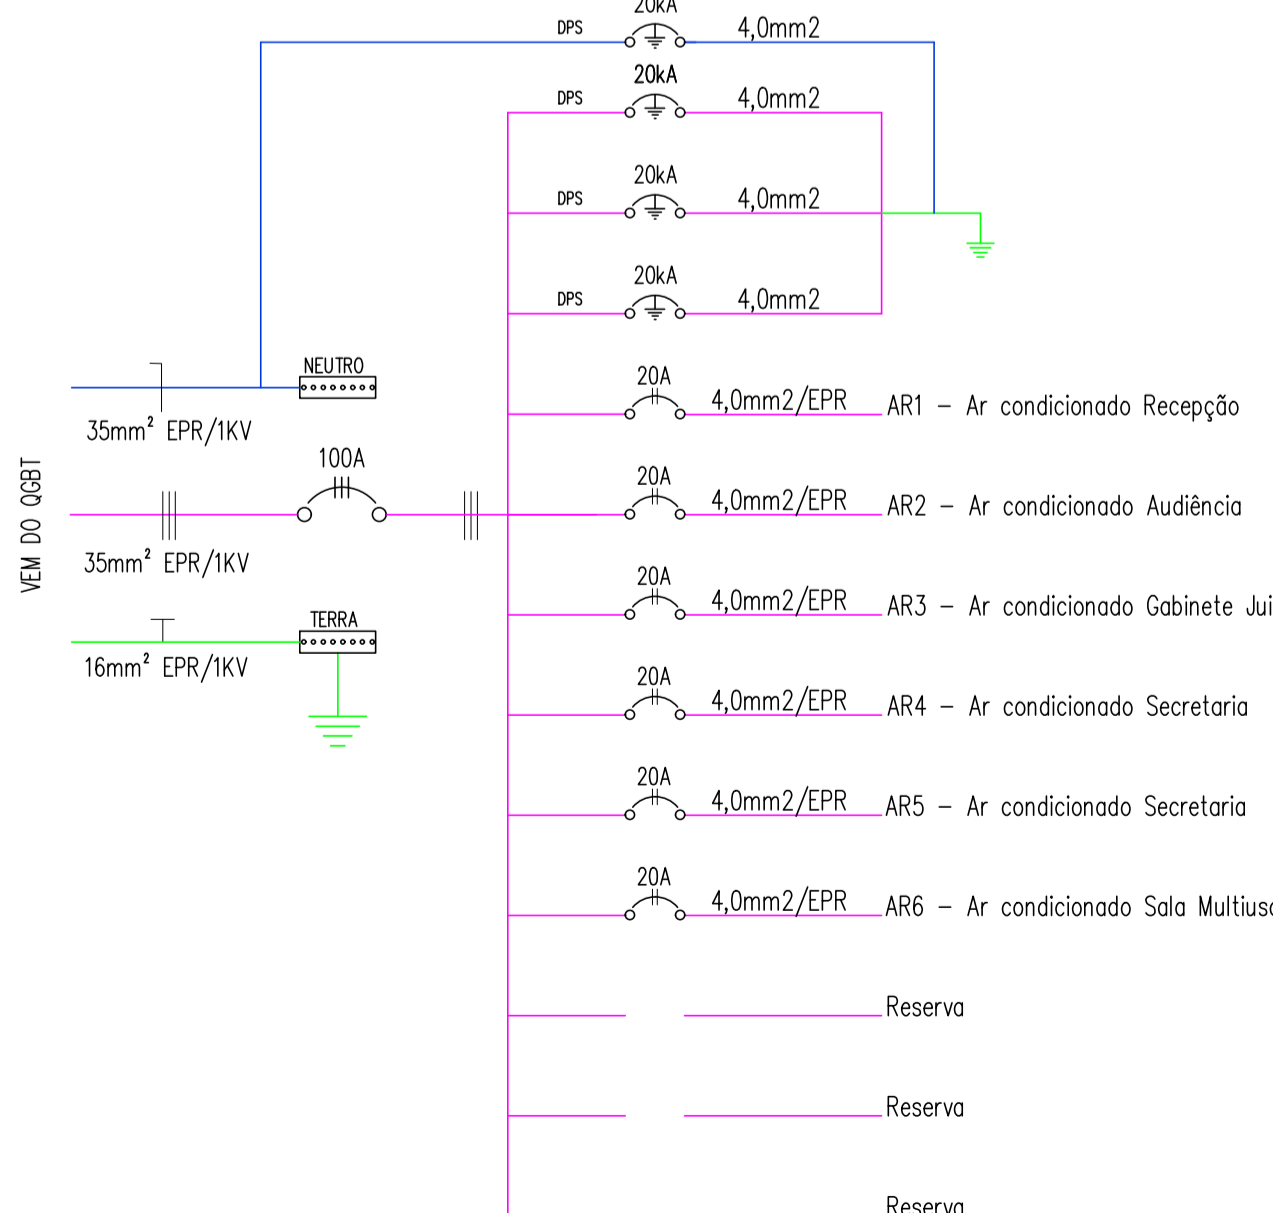 20kA
DPS
4,0mm2
20kA
DPS
4,0mm2
20kA
DPS
4,0mm2
20kA
DPS
4,0mm2
NEUTRO
35mm² EPR/1KV
VEM DO QGBT
100A
35mm² EPR/1KV
TERRA
16mm² EPR/1KV
20A
4,0mm2/EPR
AR1 - Ar condicionado Recepção
20A
4,0mm2/EPR
AR2 - Ar condicionado Audiência
20A
4,0mm2/EPR
AR3 - Ar condicionado Gabinete Jui
20A
4,0mm2/EPR
AR4 - Ar condicionado Secretaria
20A
4,0mm2/EPR
AR5 - Ar condicionado Secretaria
20A
4,0mm2/EPR
AR6 - Ar condicionado Sala Multiuso
Reserva
Reserva
Reserva